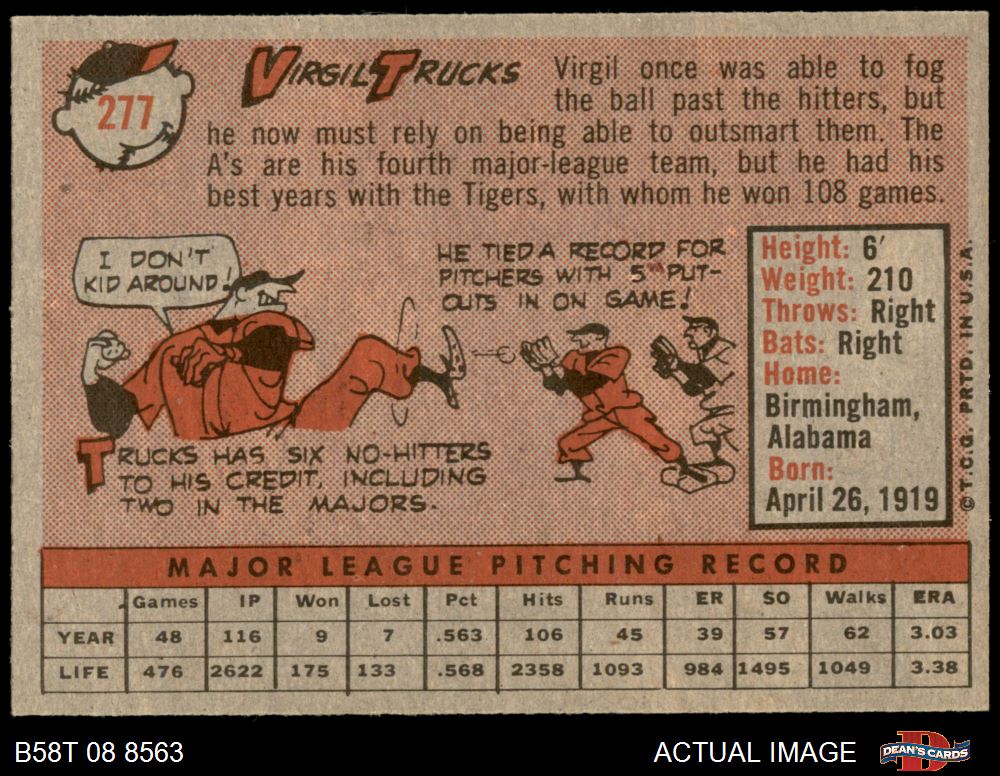 277
VIRGIL TRUCKS
Virgil once was able to fog
the ball past the hitters, but
he now must rely on being able to outsmart them. The
A's are his fourth major-league team, but he had his
best years with the Tigers, with whom he won 108 games.
I DON'T
KID AROUND!
HE TIED A RECORD FOR
PITCHERS WITH 5 PUT-
OUTS IN ON GAME!
TRUCKS HAS SIX NO-HITTERS
TO HIS CREDIT, INCLUDING
TWO IN THE MAJORS.
Height: 6'
Weight: 210
Throws: Right
Bats: Right
Home:
Birmingham,
Alabama
Born:
April 26, 1919
© T.C.G. PRTD. IN U.S.A.
MAJOR LEAGUE PITCHING RECORD
Games IP Won Lost Pct Hits Runs ER SO Walks ERA
YEAR 48 116 9 7 .563 106 45 39 57 62 3.03
LIFE 476 2622 175 133 .568 2358 1093 984 1495 1049 3.38
B58T 08 8563
ACTUAL IMAGE
DEAN'S CARDS